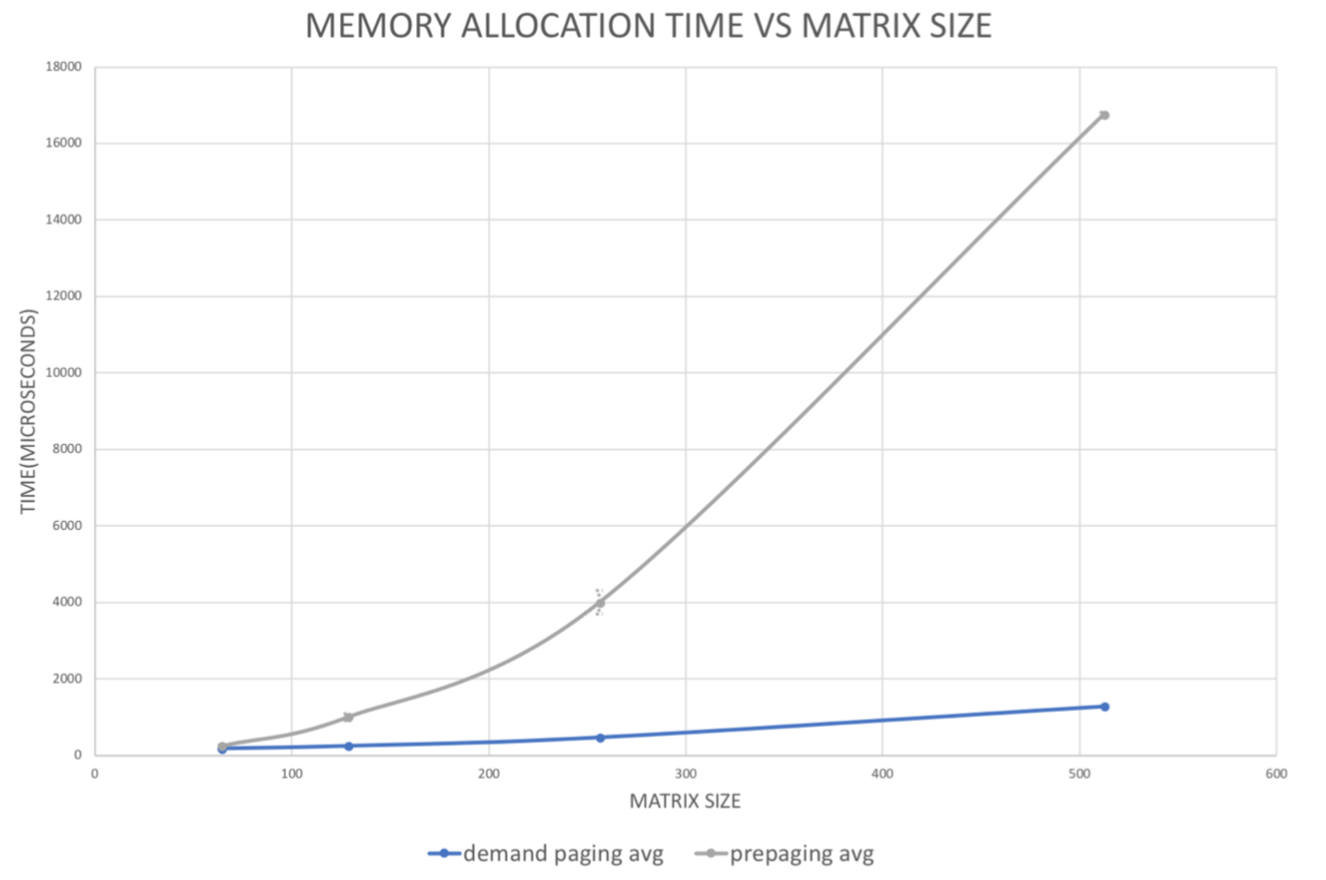 MEMORY ALLOCATION TIME VS MATRIX SIZE
18000
16000
14000
12000
10000
8000
6000
4000
2000
0
TIME(MICROSECONDS)
0 100 200 300 400 500 600
MATRIX SIZE
demand paging avg prepaging avg